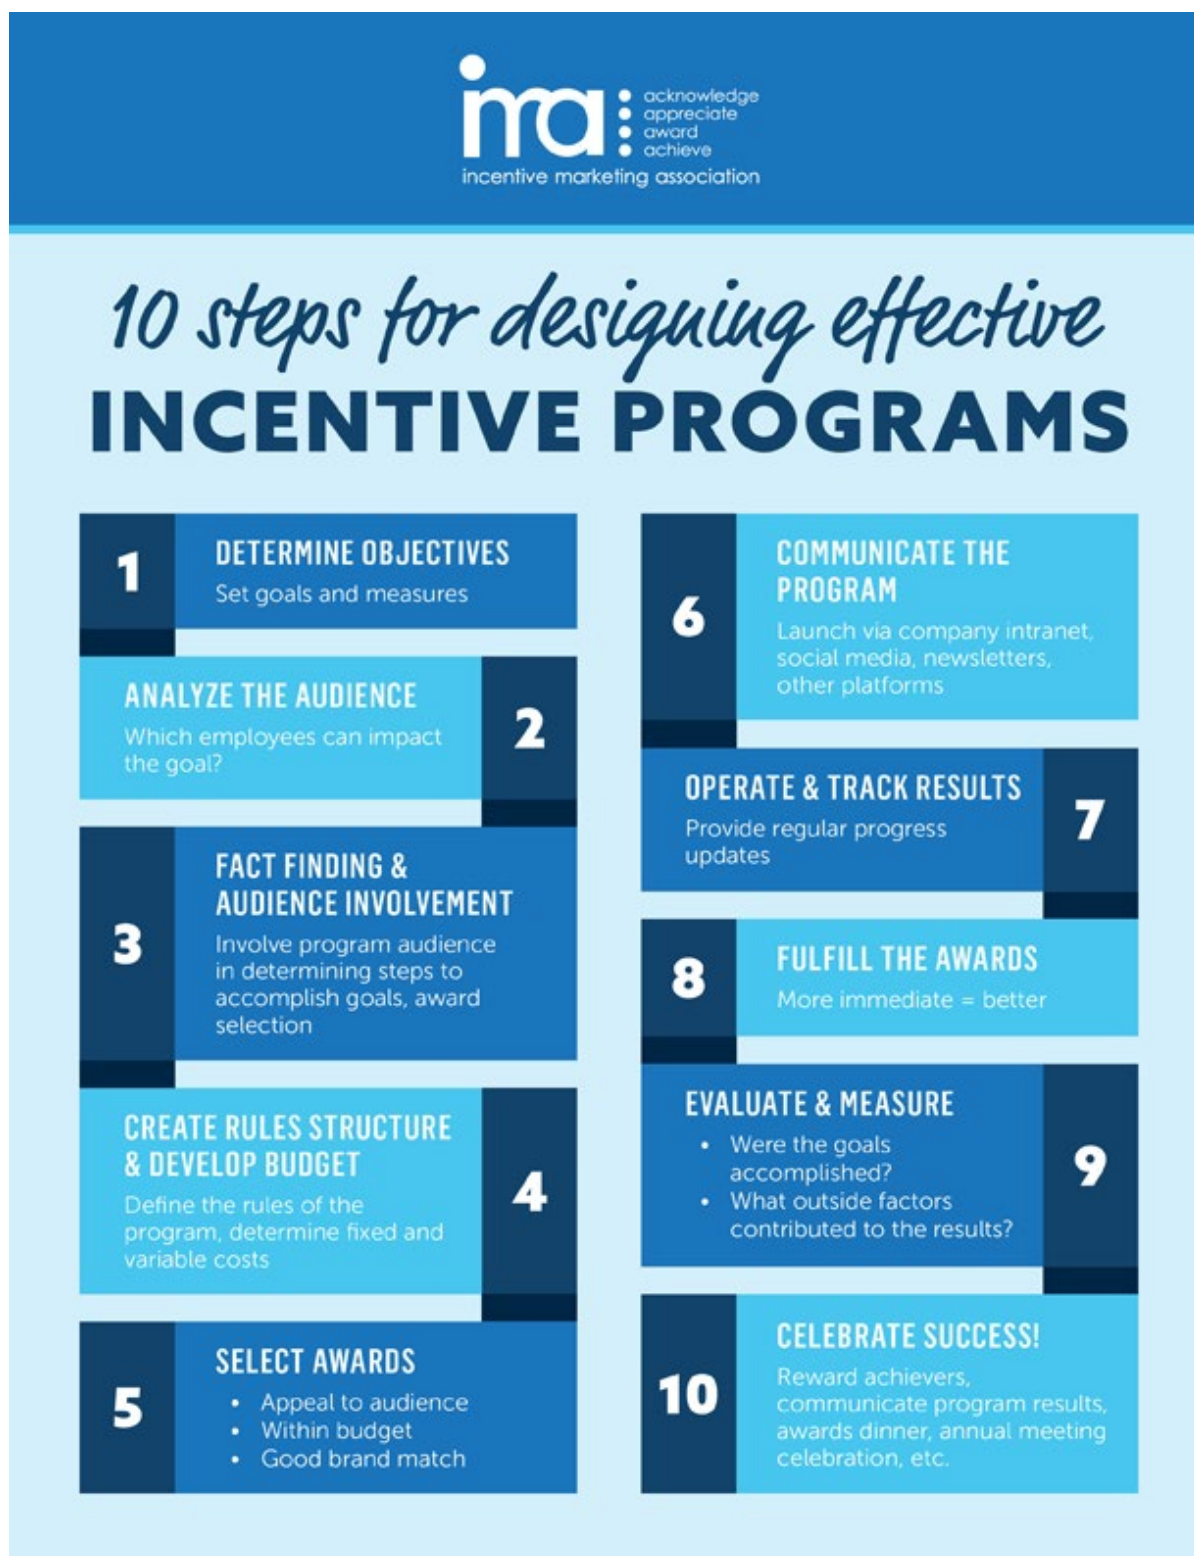 ima
acknowledge
appreciate
award
achieve
incentive marketing association
10 steps for designing effective
INCENTIVE PROGRAMS
1
DETERMINE OBJECTIVES
Set goals and measures
ANALYZE THE AUDIENCE
Which employees can impact
the goal?
2
3
FACT FINDING &
AUDIENCE INVOLVEMENT
Involve program audience
in determining steps to
accomplish goals, award
selection
CREATE RULES STRUCTURE
& DEVELOP BUDGET
Define the rules of the
program, determine fixed and
variable costs
4
5
SELECT AWARDS
• Appeal to audience
• Within budget
• Good brand match
6
COMMUNICATE THE
PROGRAM
Launch via company intranet,
social media, newsletters,
other platforms
OPERATE & TRACK RESULTS
Provide regular progress
updates
7
8
FULFILL THE AWARDS
More immediate = better
EVALUATE & MEASURE
• Were the goals
accomplished?
• What outside factors
contributed to the results?
9
10
CELEBRATE SUCCESS!
Reward achievers,
communicate program results,
awards dinner, annual meeting
celebration, etc.